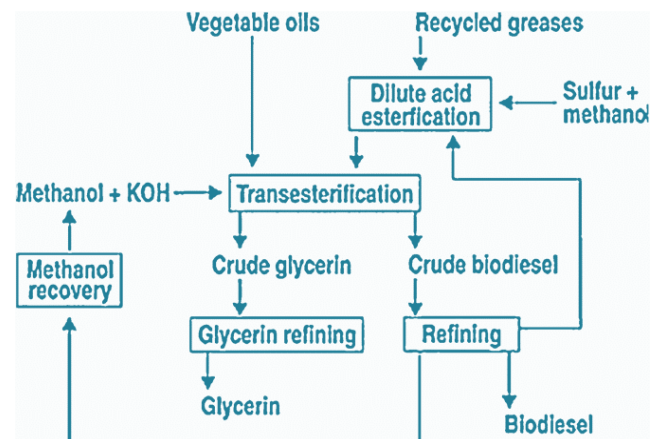 Vegetable oils
Recycled greases
Dilute acid
esterfication
Sulfur +
methanol
Methanol + KOH
Transesterification
Methanol
recovery
Crude glycerin
Crude biodiesel
Glycerin refining
Refining
Glycerin
Biodiesel